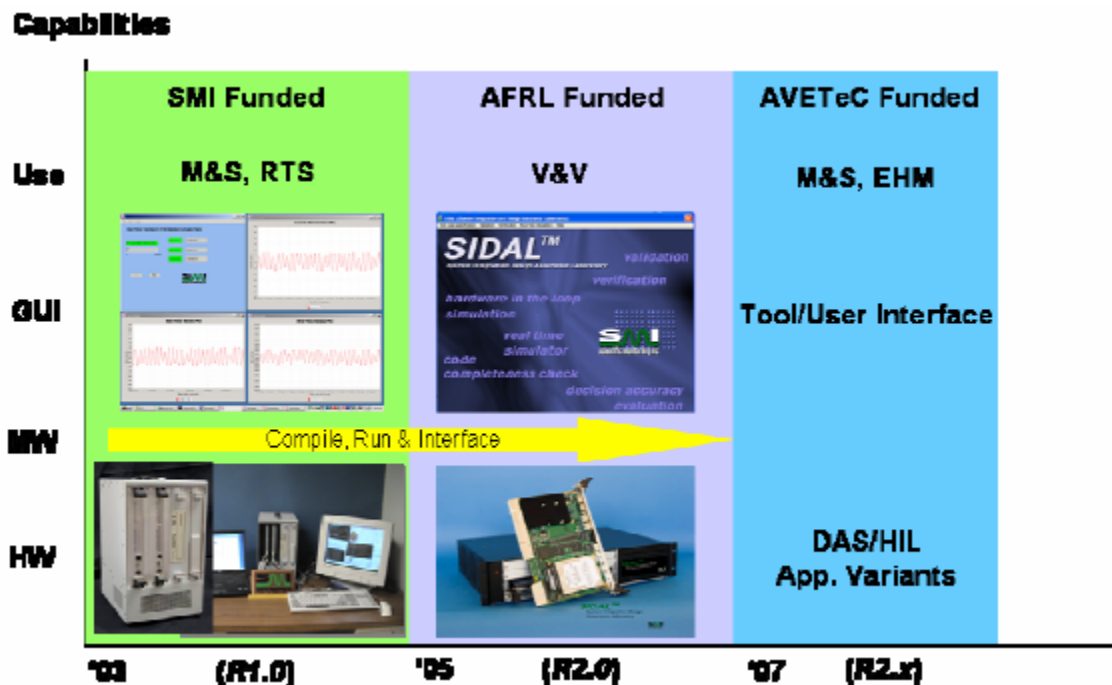 Capabilities
SMI Funded
AFRL Funded
AVETeC Funded
Use
M&S, RTS
V&V
M&S, EHM
GUI
SIDAL™
validation
verification
hardware in the loop
simulation
real time
simulator
code
completeness check
decision accuracy
evaluation
SMI
Tool/User Interface
MW
Compile, Run & Interface
HW
DAS/HIL
App. Variants
'03
(R1.0)
'05
(R2.0)
'07
(R2.x)